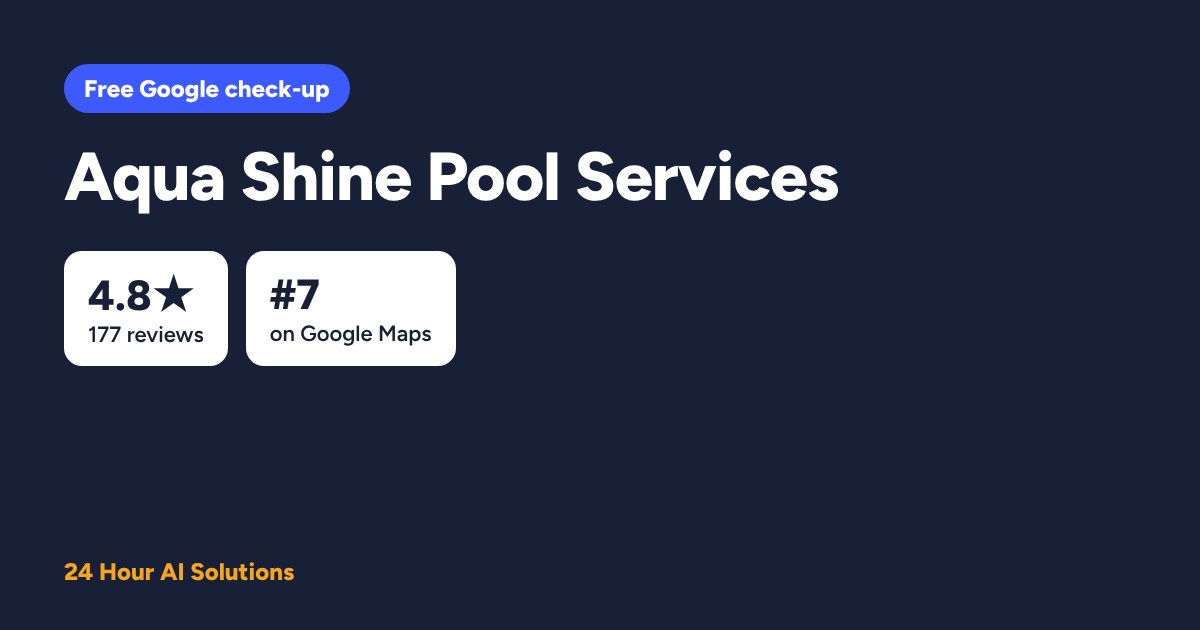 Free Google check-up
Aqua Shine Pool Services
4.8★
177 reviews
#7
on Google Maps
24 Hour AI Solutions